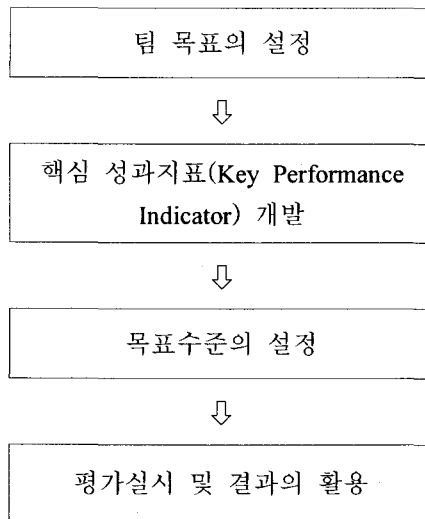 팀 목표의 설정
⇩
핵심 성과지표(Key Performance
Indicator) 개발
⇩
목표수준의 설정
⇩
평가실시 및 결과의 활용